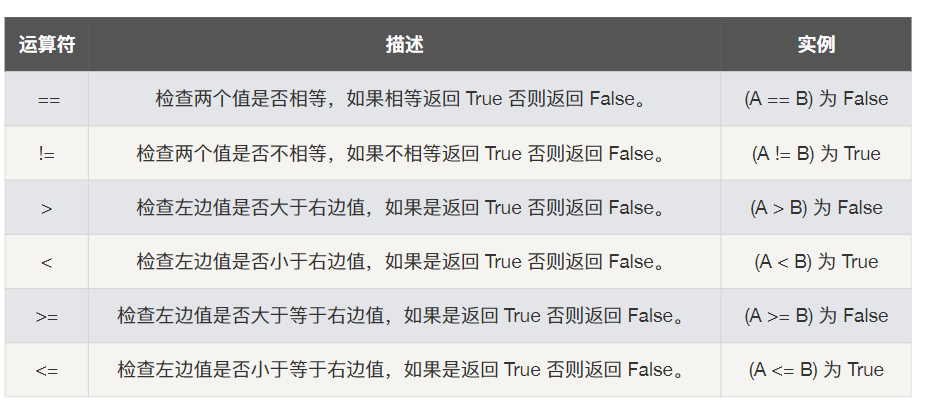 运算符 描述 实例
== 检查两个值是否相等，如果相等返回 True 否则返回 False。 (A == B) 为 False
!= 检查两个值是否不相等，如果不相等返回 True 否则返回 False。 (A != B) 为 True
> 检查左边值是否大于右边值，如果是返回 True 否则返回 False。 (A > B) 为 False
< 检查左边值是否小于右边值，如果是返回 True 否则返回 False。 (A < B) 为 True
>= 检查左边值是否大于等于右边值，如果是返回 True 否则返回 False。 (A >= B) 为 False
<= 检查左边值是否小于等于右边值，如果是返回 True 否则返回 False。 (A <= B) 为 True